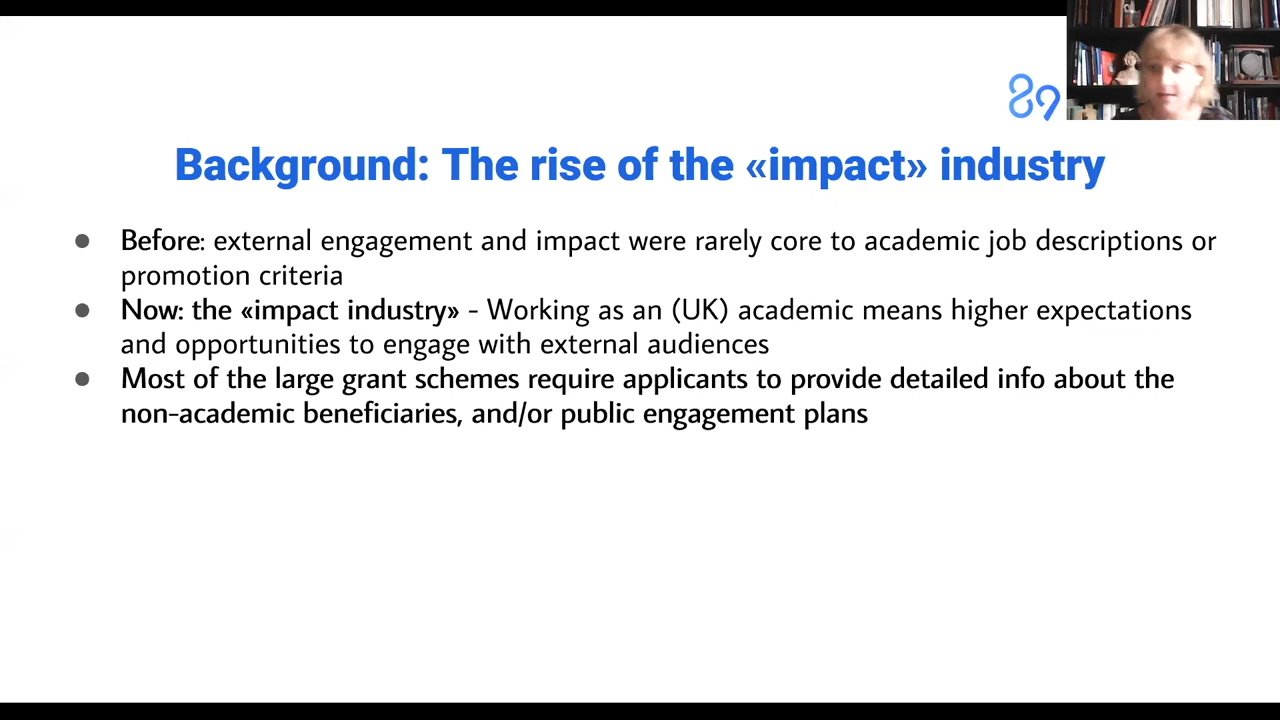 89
Background: The rise of the «impact» industry
● Before: external engagement and impact were rarely core to academic job descriptions or
promotion criteria
● Now: the «impact industry» - Working as an (UK) academic means higher expectations
and opportunities to engage with external audiences
● Most of the large grant schemes require applicants to provide detailed info about the
non-academic beneficiaries, and/or public engagement plans